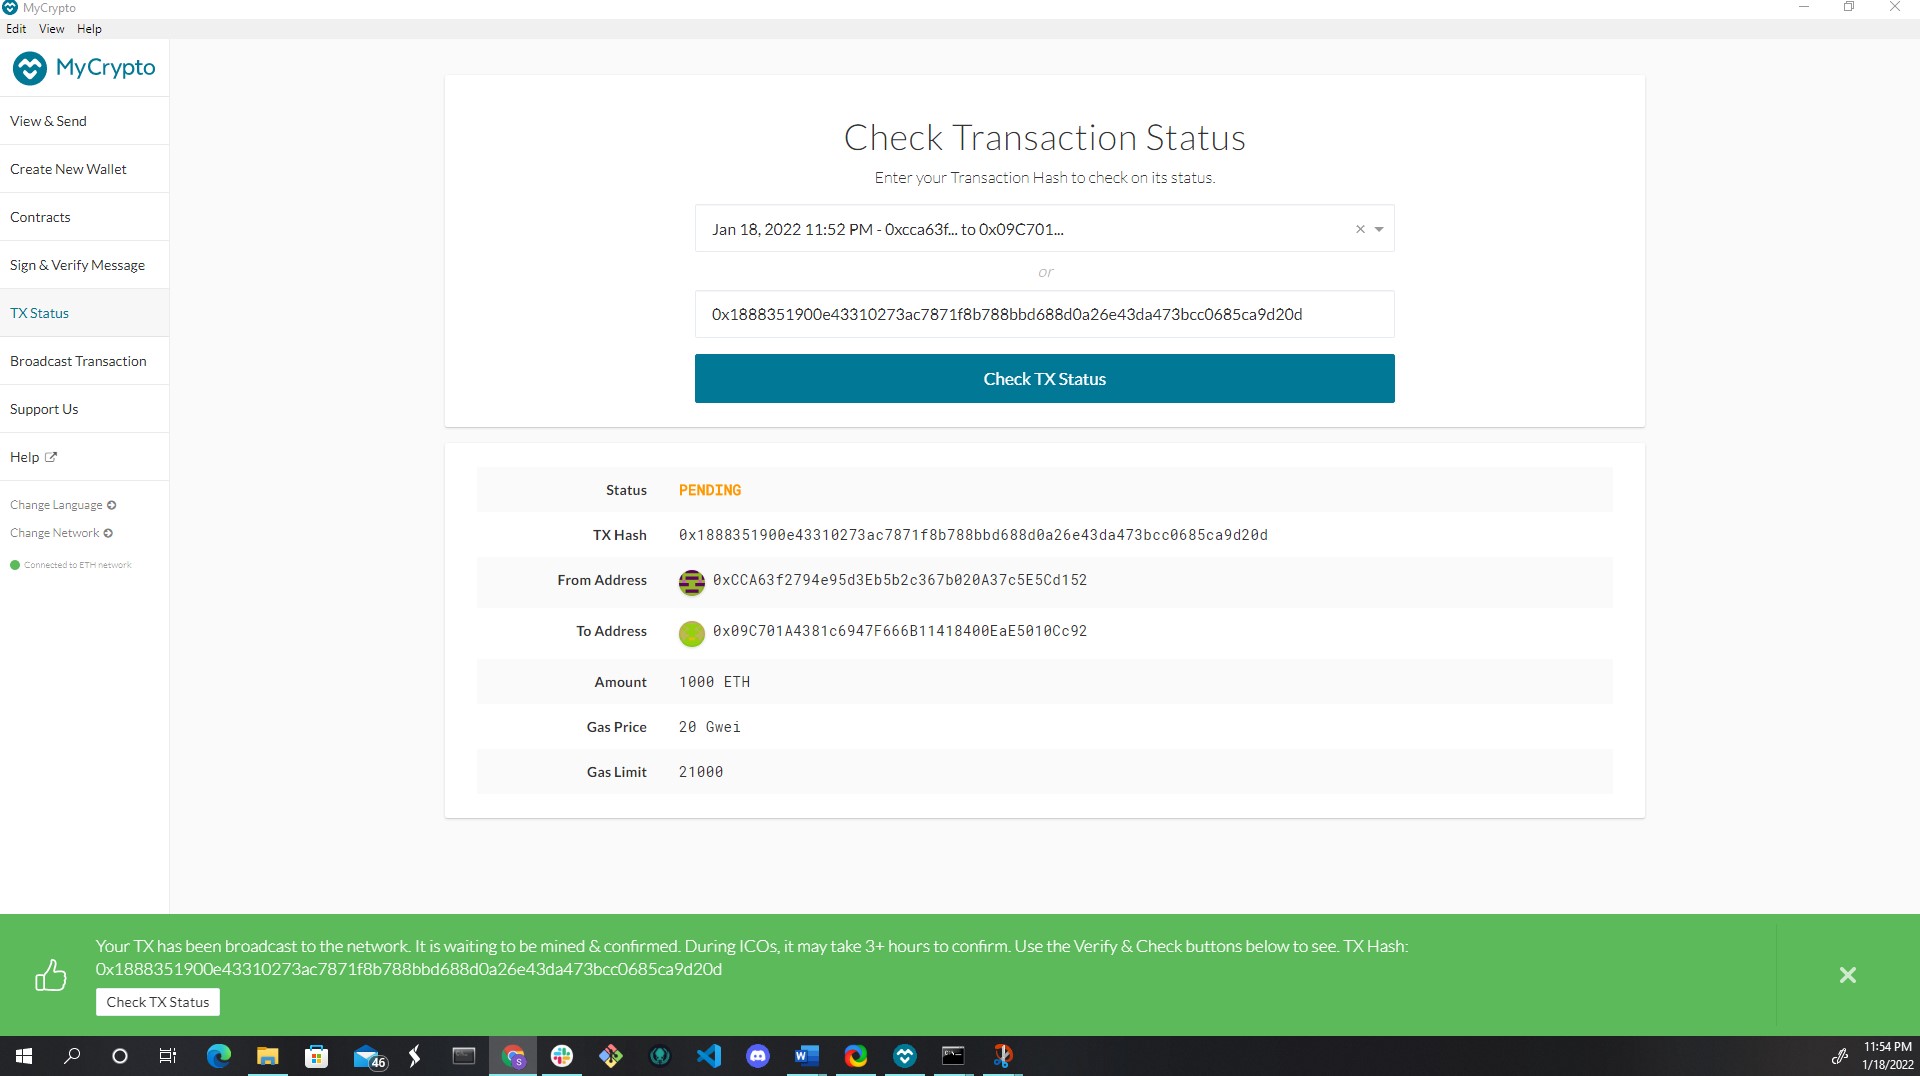 MyCrypto
Edit View Help
MyCrypto
View & Send
Create New Wallet
Contracts
Sign & Verify Message
TX Status
Broadcast Transaction
Support Us
Help
Change Language
Change Network
Connected to ETH network
Check Transaction Status
Enter your Transaction Hash to check on its status.
Jan 18, 2022 11:52 PM - 0xcca63f... to 0x09C701...
or
0x1888351900e43310273ac7871f8b788bbd688d0a26e43da473bcc0685ca9d20d
Check TX Status
Status PENDING
TX Hash 0x1888351900e43310273ac7871f8b788bbd688d0a26e43da473bcc0685ca9d20d
From Address 0xCCA63f2794e95d3Eb5b2c367b020A37c5E5Cd152
To Address 0x09C701A4381c6947F666B11418400EaE5010Cc92
Amount 1000 ETH
Gas Price 20 Gwei
Gas Limit 21000
Your TX has been broadcast to the network. It is waiting to be mined & confirmed. During ICOs, it may take 3+ hours to confirm. Use the Verify & Check buttons below to see. TX Hash:
0x1888351900e43310273ac7871f8b788bbd688d0a26e43da473bcc0685ca9d20d
Check TX Status
46
11:54 PM
1/18/2022